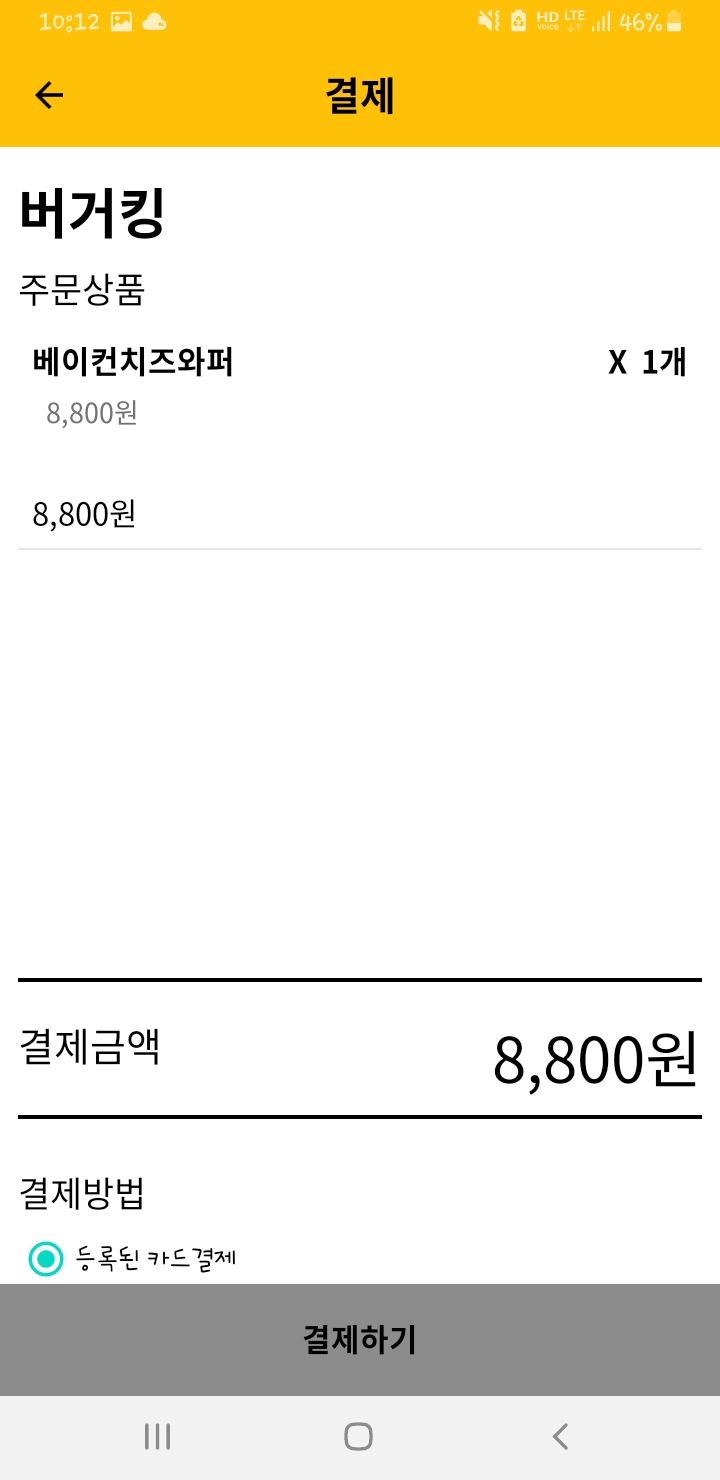 10:12 HD voice LTE 46%
결제
버거킹
주문상품
베이컨치즈와퍼 X 1개
8,800원
8,800원
결제금액 8,800원
결제방법
등록된 카드결제
결제하기